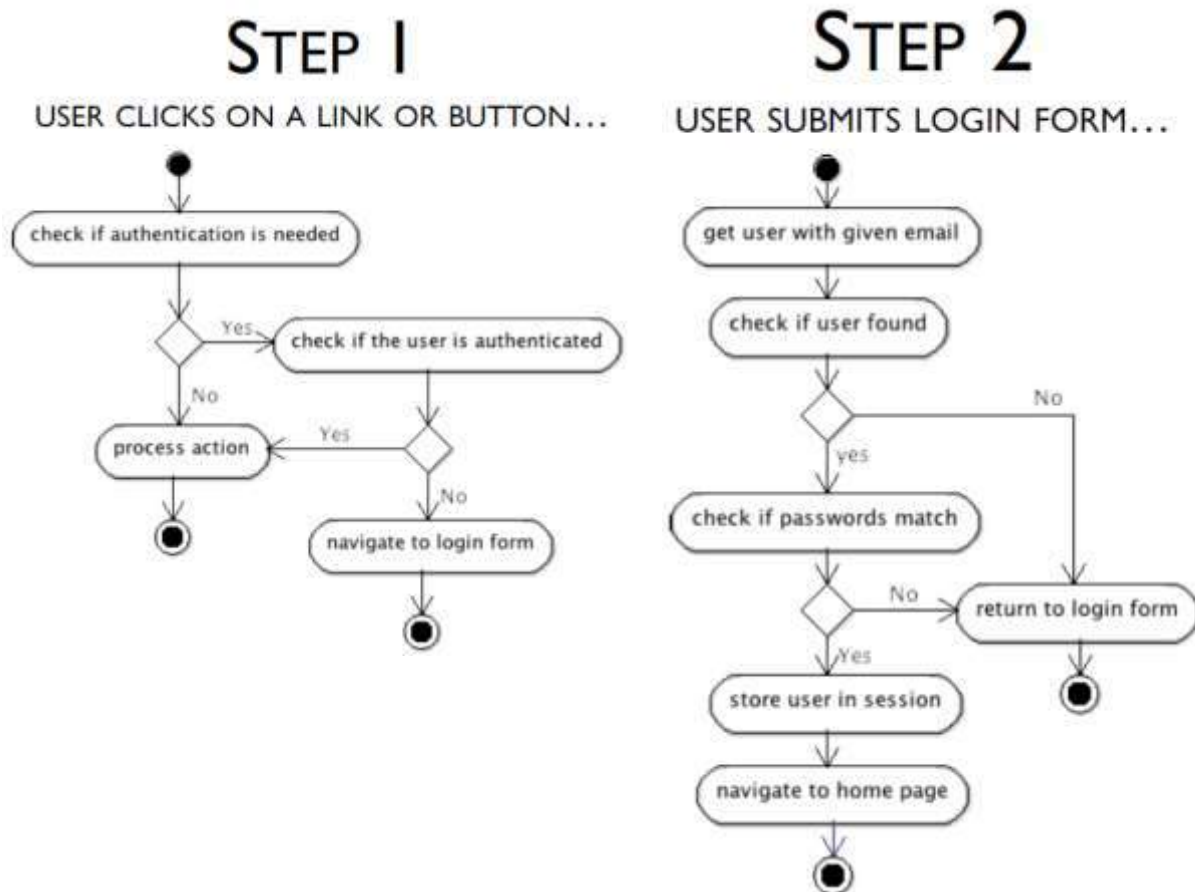 STEP 1
USER CLICKS ON A LINK OR BUTTON...
check if authentication is needed
Yes
check if the user is authenticated
No
process action
Yes
No
navigate to login form
STEP 2
USER SUBMITS LOGIN FORM...
get user with given email
check if user found
No
yes
check if passwords match
No
return to login form
Yes
store user in session
navigate to home page